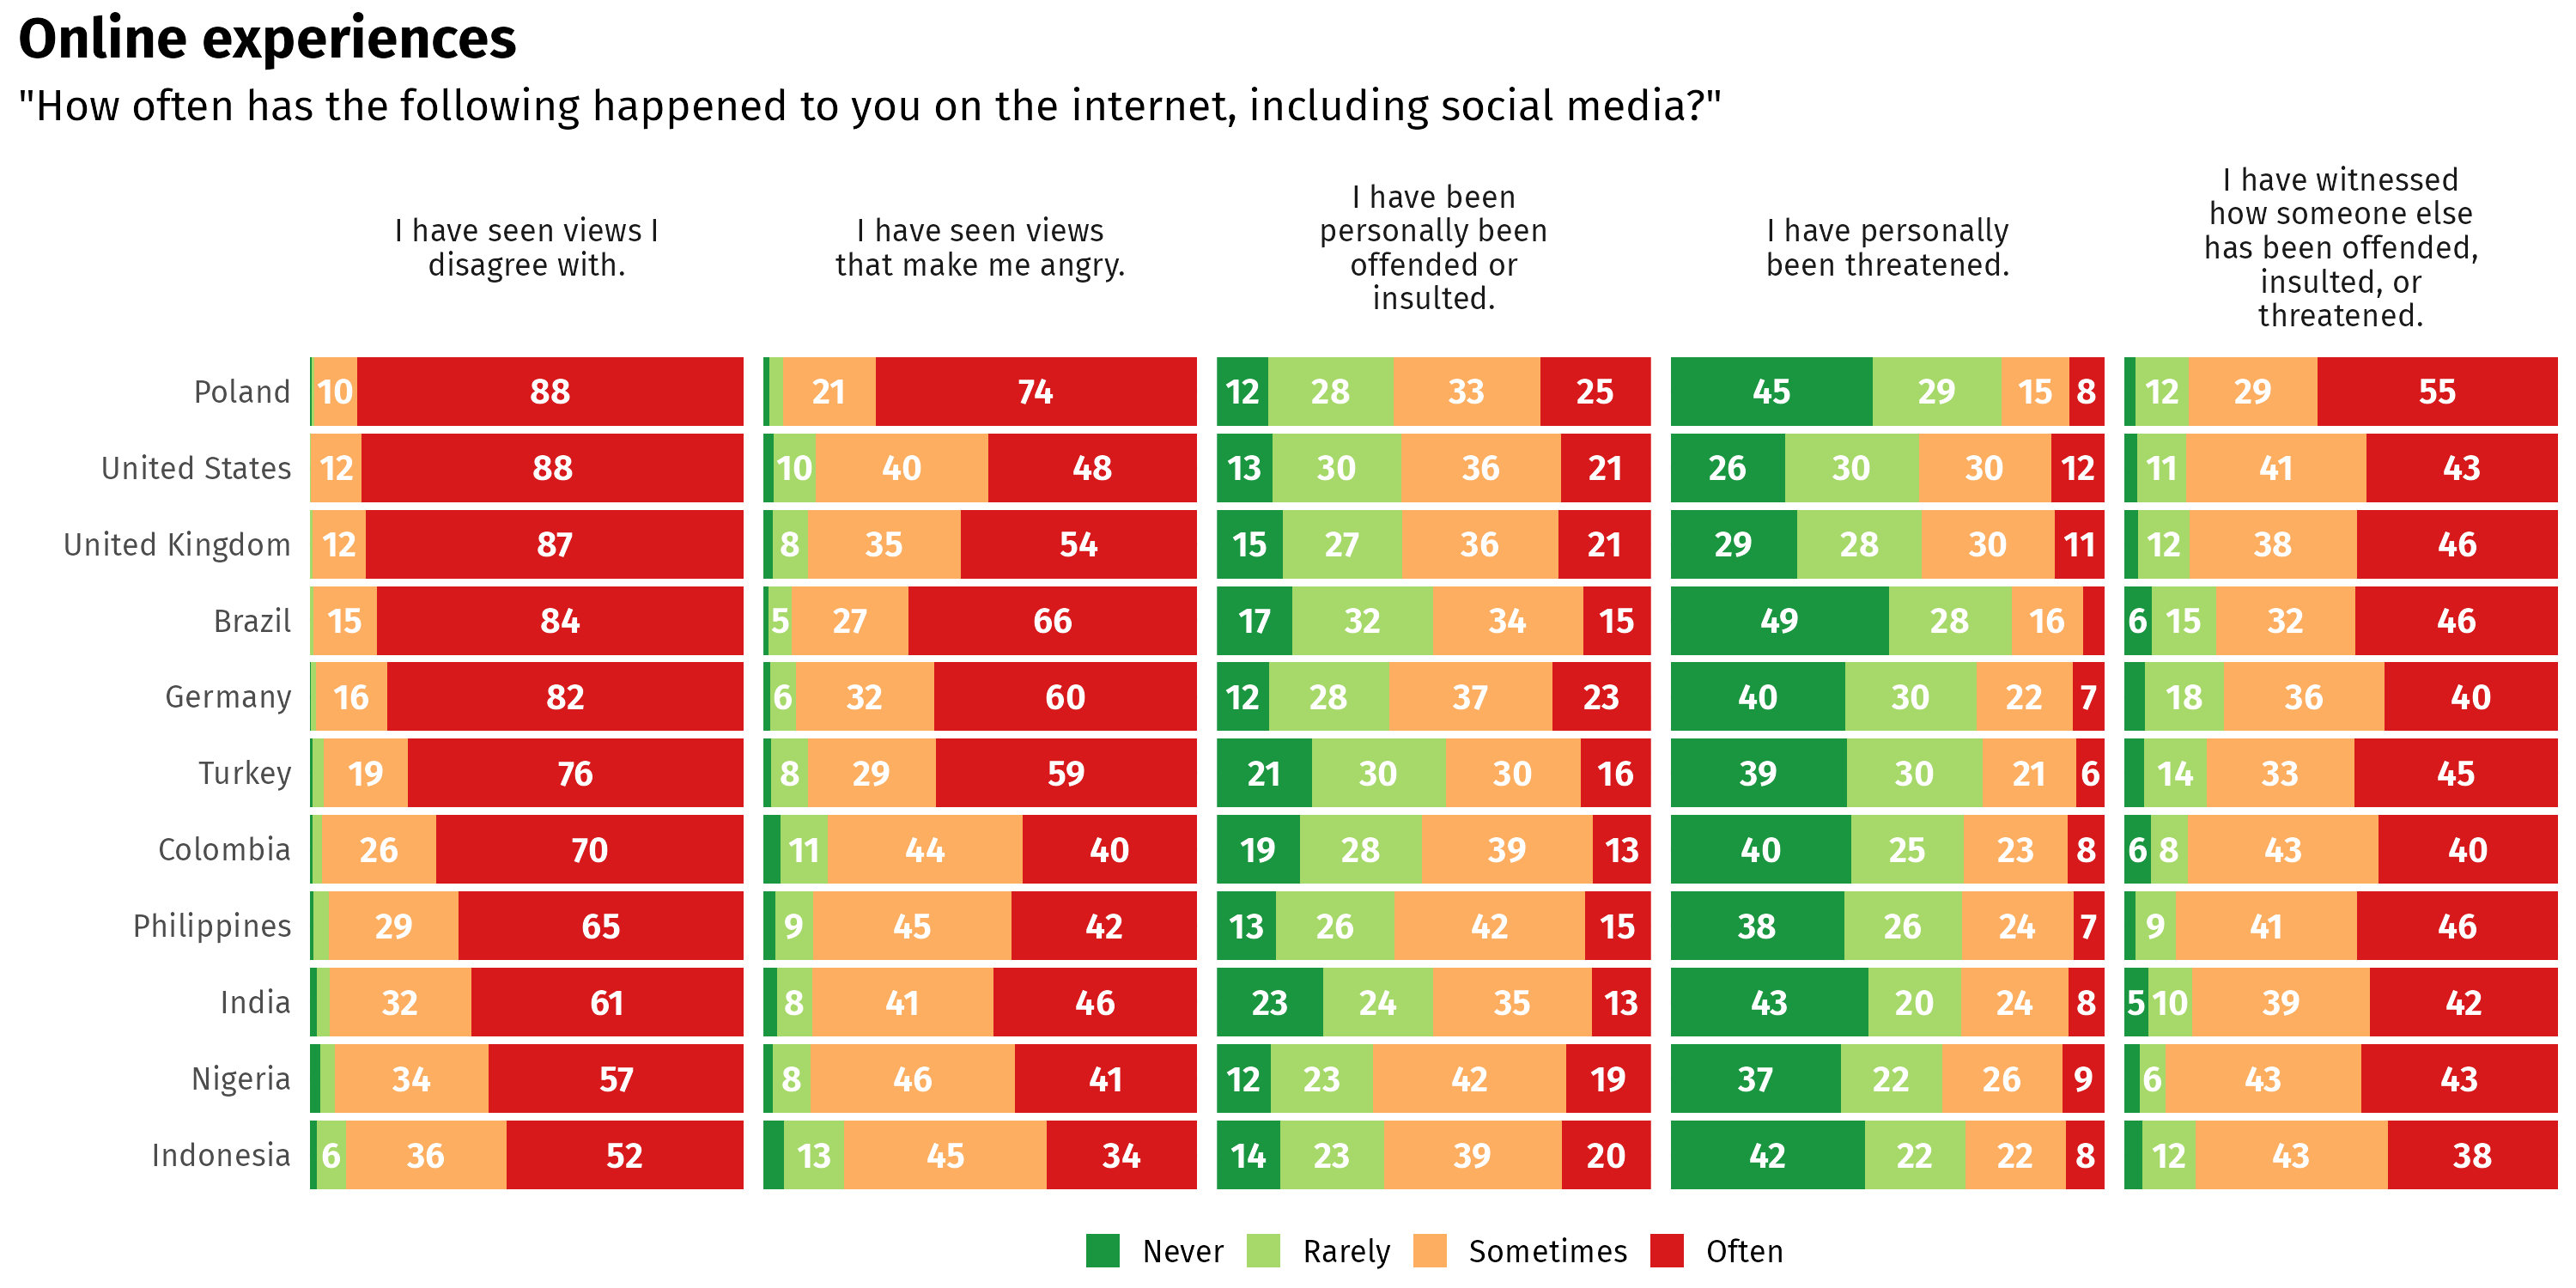 Online experiences
"How often has the following happened to you on the internet, including social media?"
I have seen views I
disagree with.
I have seen views
that make me angry.
I have been
personally been
offended or
insulted.
I have personally
been threatened.
I have witnessed
how someone else
has been offended,
insulted, or
threatened.
Poland 10 88 21 74 12 28 33 25 45 29 15 8 12 29 55
United States 12 88 10 40 48 13 30 36 21 26 30 30 12 11 41 43
United Kingdom 12 87 8 35 54 15 27 36 21 29 28 30 11 12 38 46
Brazil 15 84 5 27 66 17 32 34 15 49 28 16 6 15 32 46
Germany 16 82 6 32 60 12 28 37 23 40 30 22 7 18 36 40
Turkey 19 76 8 29 59 21 30 30 16 39 30 21 6 14 33 45
Colombia 26 70 11 44 40 19 28 39 13 40 25 23 8 6 8 43 40
Philippines 29 65 9 45 42 13 26 42 15 38 26 24 7 9 41 46
India 32 61 8 41 46 23 24 35 13 43 20 24 8 5 10 39 42
Nigeria 34 57 8 46 41 12 23 42 19 37 22 26 9 6 43 43
Indonesia 6 36 52 13 45 34 14 23 39 20 42 22 22 8 12 43 38
Never Rarely Sometimes Often